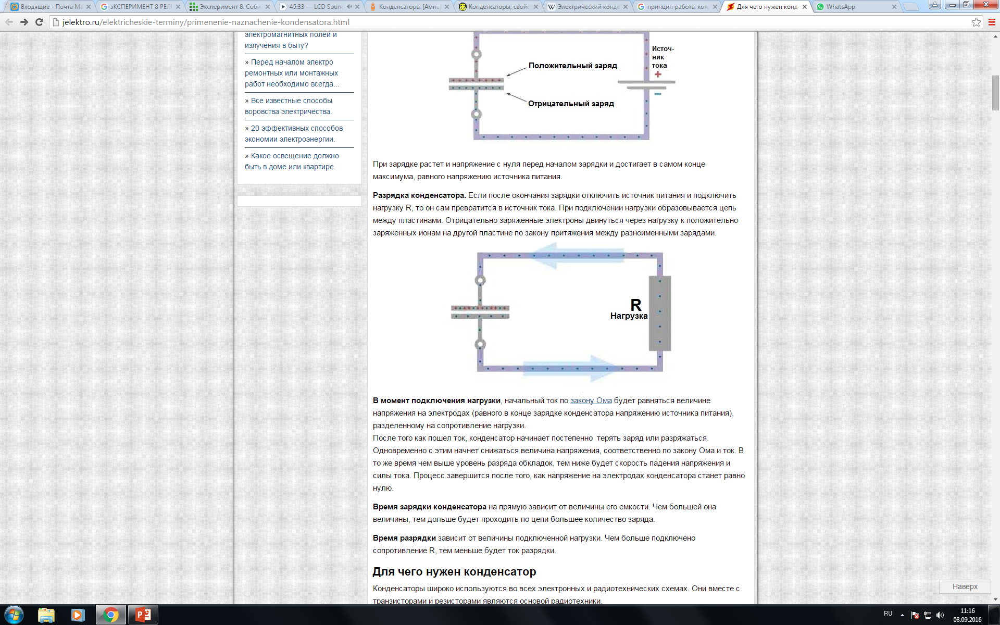 Входящие - Почта Ma
эКСПЕРИМЕНТ 8 РЕЛ
Эксперимент 8. Соби
45:33 — LCD Soun
Конденсаторы [Ампе
Конденсаторы, свойс
Электрический конде
принцип работы кон
Для чего нужен конд
WhatsApp
jelektro.ru/elektricheskie-terminy/primenenie-naznachenie-kondensatora.html
электромагнитных полей и
излучения в быту?
» Перед началом электро
ремонтных или монтажных
работ необходимо всегда...
» Все известные способы
воровства электричества.
» 20 эффективных способов
экономии электроэнергии.
» Какое освещение должно
быть в доме или квартире.
Положительный заряд
Отрицательный заряд
Источ-
ник
тока
+
−
При зарядке растет и напряжение с нуля перед началом зарядки и достигает в самом конце
максимума, равного напряжению источника питания.
Разрядка конденсатора. Если после окончания зарядки отключить источник питания и подключить
нагрузку R, то он сам превратится в источник тока. При подключении нагрузки образовывается цепь
между пластинами. Отрицательно заряженные электроны двинуться через нагрузку к положительно
заряженных ионам на другой пластине по закону притяжения между разноименными зарядами.
R
Нагрузка
В момент подключения нагрузки, начальный ток по закону Ома будет равняться величине
напряжения на электродах (равного в конце зарядке конденсатора напряжению источника питания),
разделенному на сопротивление нагрузки.
После того как пошел ток, конденсатор начинает постепенно  терять заряд или разряжаться.
Одновременно с этим начнет снижаться величина напряжения, соответственно по закону Ома и ток. В
то же время чем выше уровень разряда обкладок, тем ниже будет скорость падения напряжения и
силы тока. Процесс завершится после того, как напряжение на электродах конденсатора станет равно
нулю.
Время зарядки конденсатора на прямую зависит от величины его емкости. Чем большей она
величины, тем дольше будет проходить по цепи большее количество заряда.
Время разрядки зависит от величины подключенной нагрузки. Чем больше подключено
сопротивление R, тем меньше будет ток разрядки.
Для чего нужен конденсатор
Конденсаторы широко используются во всех электронных и радиотехнических схемах. Они вместе с
транзисторами и резисторами являются основой радиотехники.
Наверх
RU
11:16
08.09.2016